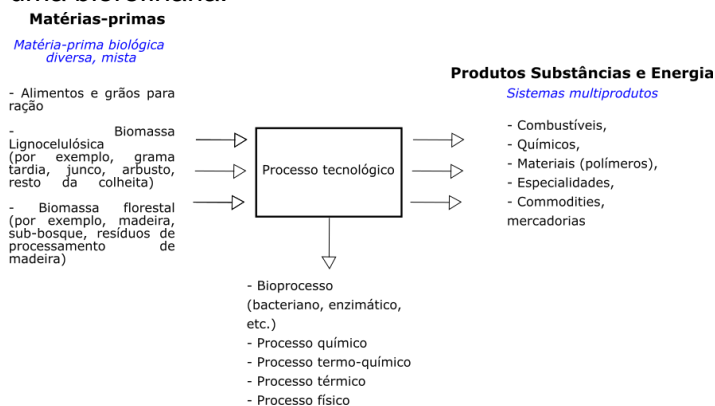 uma biorrefinaria.
Matérias-primas
Matéria-prima biológica
diversa, mista
- Alimentos e grãos para
ração
- Biomassa
Lignocelulósica
(por exemplo, grama
tardia, junco, arbusto,
resto da colheita)
- Biomassa florestal
(por exemplo, madeira,
sub-bosque, resíduos de
processamento de
madeira)
Processo tecnológico
- Bioprocesso
(bacteriano, enzimático,
etc.)
- Processo químico
- Processo termo-químico
- Processo térmico
- Processo físico
Produtos Substâncias e Energia
Sistemas multiprodutos
- Combustíveis,
- Químicos,
- Materiais (polímeros),
- Especialidades,
- Commodities,
mercadorias